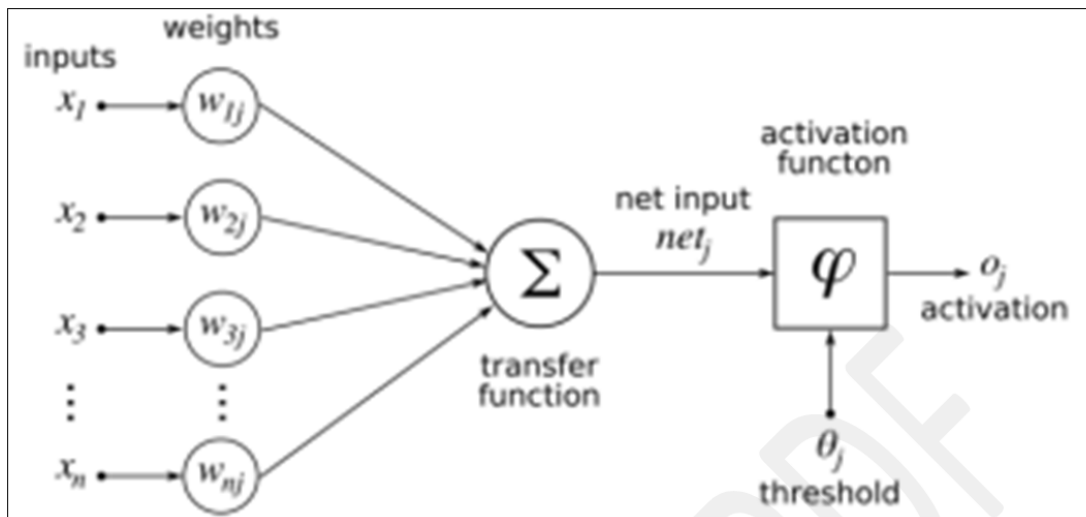 weights
inputs
x1
w1j
x2
w2j
x3
w3j
⋮
⋮
xn
wnj
Σ
transfer
function
net input
netj
activation
functon
φ
oj
activation
θj
threshold
PDF